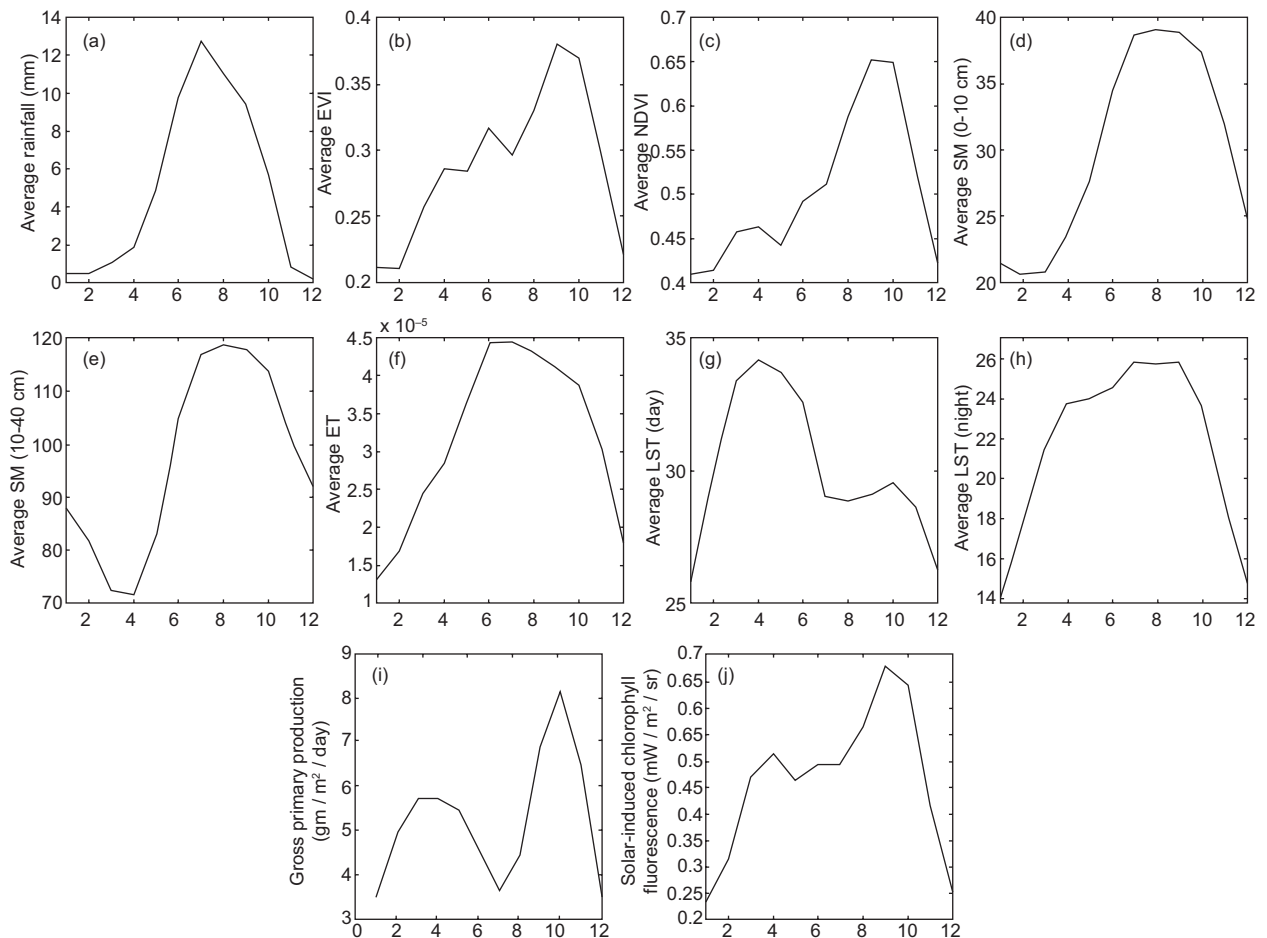 (a)
Average rainfall (mm)
14
12
10
8
6
4
2
0
2 4 6 8 10 12
(b)
Average EVI
0.4
0.35
0.3
0.25
0.2
2 4 6 8 10 12
(c)
Average NDVI
0.7
0.65
0.6
0.55
0.5
0.45
0.4
2 4 6 8 10 12
(d)
Average SM (0-10 cm)
40
35
30
25
20
2 4 6 8 10 12
(e)
Average SM (10-40 cm)
120
110
100
90
80
70
2 4 6 8 10 12
x 10⁻⁵
(f)
Average ET
4.5
4
3.5
3
2.5
2
1.5
1
2 4 6 8 10 12
(g)
Average LST (day)
35
30
25
2 4 6 8 10 12
(h)
Average LST (night)
26
24
22
20
18
16
14
2 4 6 8 10 12
(i)
Gross primary production
(gm / m² / day)
9
8
7
6
5
4
3
0 2 4 6 8 10 12
(j)
Solar-induced chlorophyll
fluorescence (mW / m² / sr)
0.7
0.65
0.65
0.55
0.5
0.45
0.4
0.35
0.3
0.25
0.2
2 4 6 8 10 12